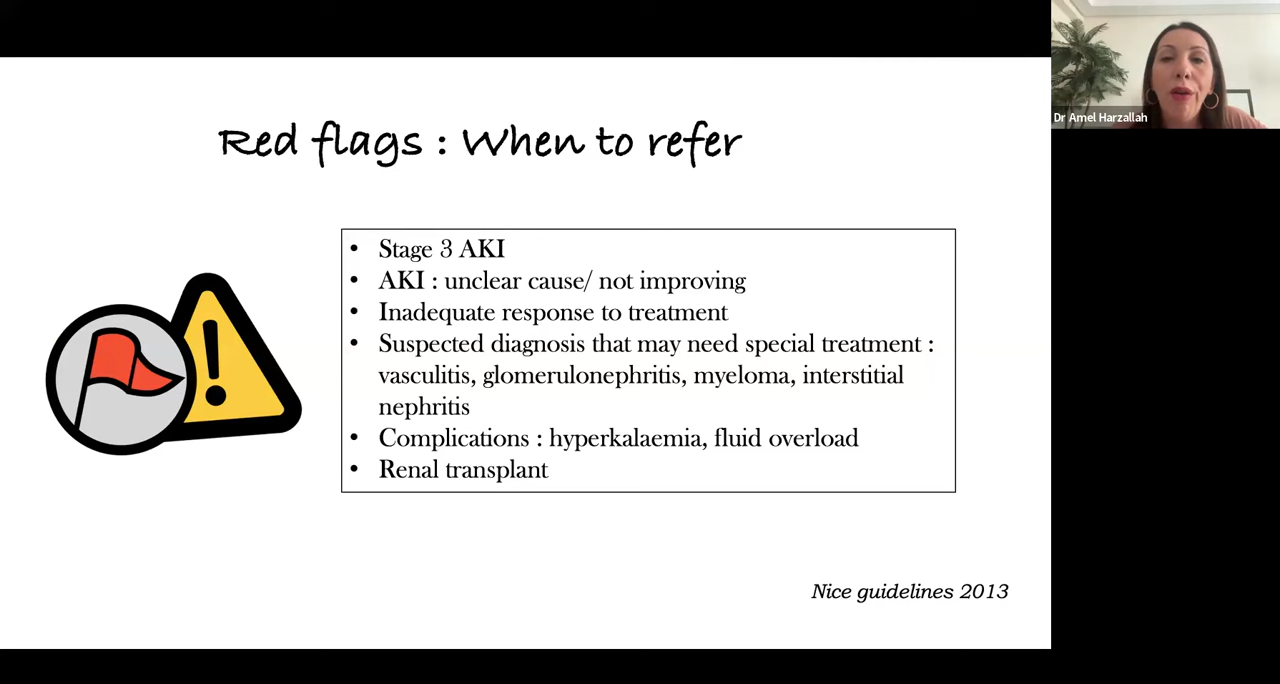 Red flags : When to refer
Dr Amel Harzallah
• Stage 3 AKI
• AKI : unclear cause/ not improving
• Inadequate response to treatment
• Suspected diagnosis that may need special treatment :
vasculitis, glomerulonephritis, myeloma, interstitial
nephritis
• Complications : hyperkalaemia, fluid overload
• Renal transplant
Nice guidelines 2013